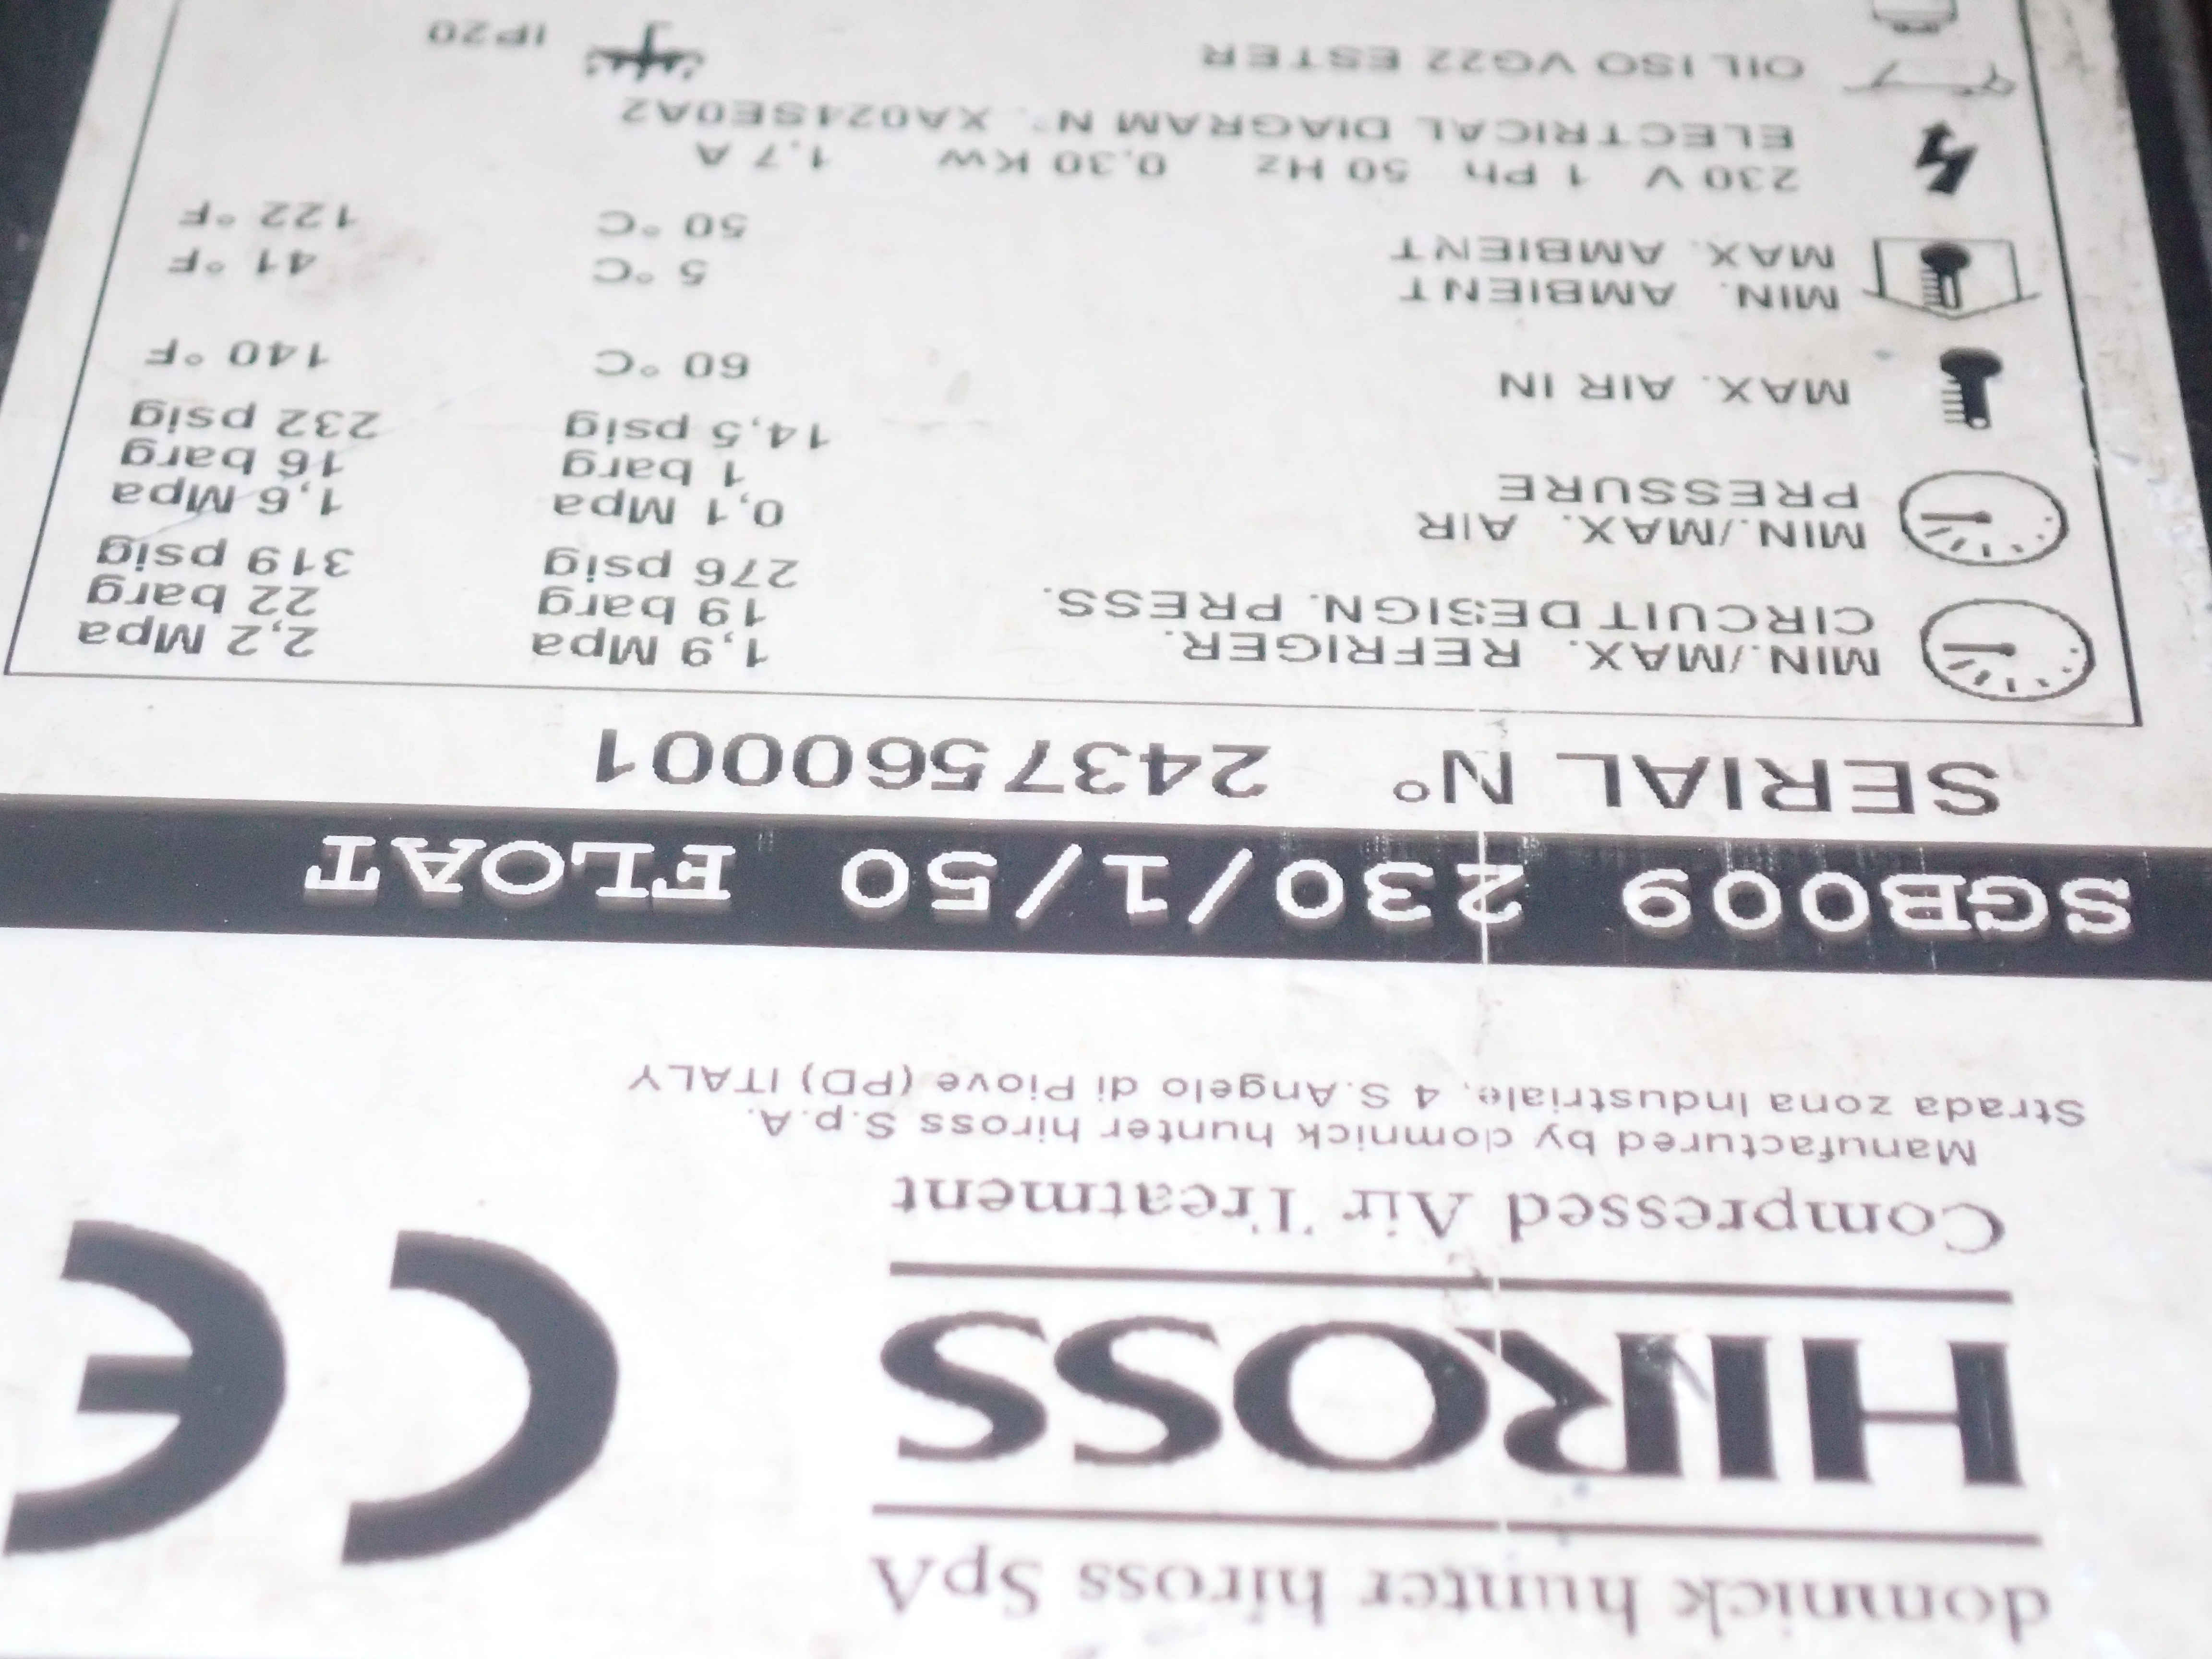 domnick hunter hiross SpA
HIROSS
Compressed Air Treatment
Manufactured by domnick hunter hiross S.p.A.
Strada zona Industriale, 4 S.Angelo di Piove (PD) ITALY
CE
SGB009 230/1/50 FLOAT
SERIAL N° 2437560001
MIN./MAX. REFRIGER. 1,9 Mpa 2,2 Mpa
CIRCUIT DESIGN. PRESS. 19 barg 22 barg
276 psig 319 psig
MIN./MAX. AIR 0,1 Mpa 1,6 Mpa
PRESSURE 1 barg 16 barg
14,5 psig 232 psig
MAX. AIR IN 60 °C 140 °F
MIN. AMBIENT 5 °C 41 °F
MAX. AMBIENT 50 °C 122 °F
230 V 1 Ph 50 Hz 0,30 KW 1,7 A
ELECTRICAL DIAGRAM N°. XA024SE0A2
OIL ISO VG22 ESTER IP20